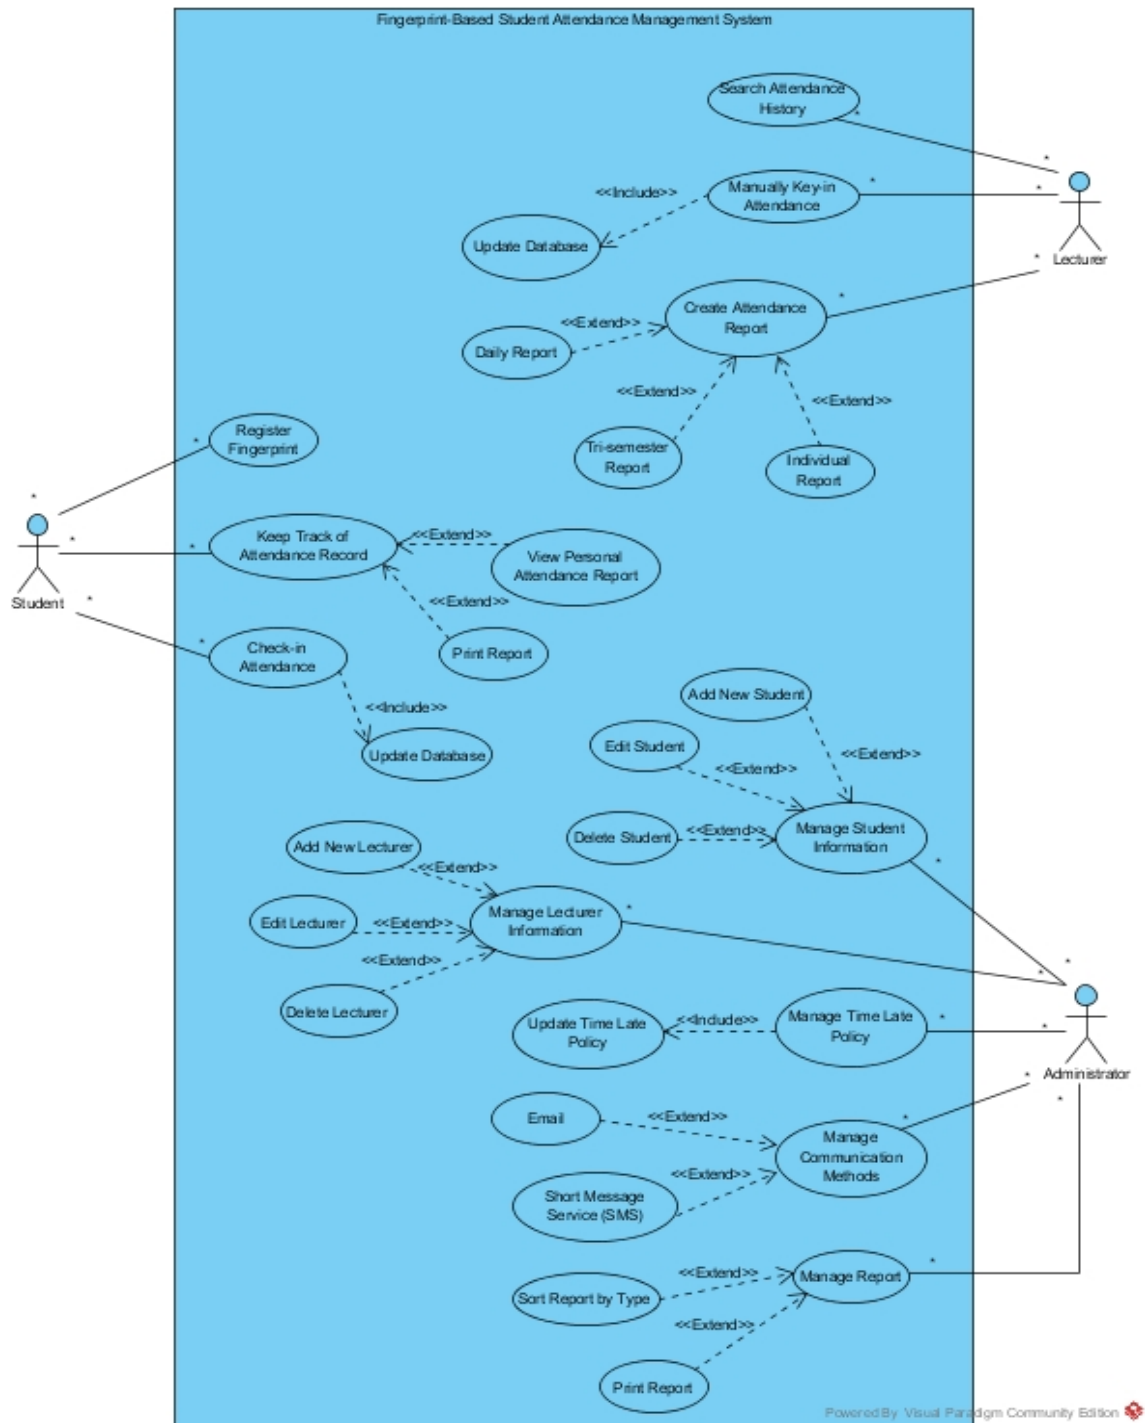 Fingerprint-Based Student Attendance Management System
Search Attendance
History
*
*
<<Include>>
Manually Key-in
Attendance
*
*
Update Database
Lecturer
*
*
Create Attendance
Report
<<Extend>>
Daily Report
<<Extend>>
<<Extend>>
Tri-semester
Report
Individual
Report
Register
Fingerprint
*
*
Keep Track of
Attendance Record
<<Extend>>
*
*
View Personal
Attendance Report
Student
*
<<Extend>>
*
Check-in
Attendance
Print Report
<<Include>>
Update Database
Add New Student
Edit Student
<<Extend>>
<<Extend>>
Delete Student
<<Extend>>
Manage Student
Information
Add New Lecturer
<<Extend>>
*
Edit Lecturer
<<Extend>>
Manage Lecturer
Information
*
<<Extend>>
*
*
Delete Lecturer
Update Time Late
Policy
<<Include>>
Manage Time Late
Policy
*
*
Administrator
*
*
Email
<<Extend>>
*
Manage
Communication
Methods
<<Extend>>
Short Message
Service (SMS)
<<Extend>>
Manage Report
*
Sort Report by Type
<<Extend>>
Print Report
Powered By Visual Paradigm Community Edition